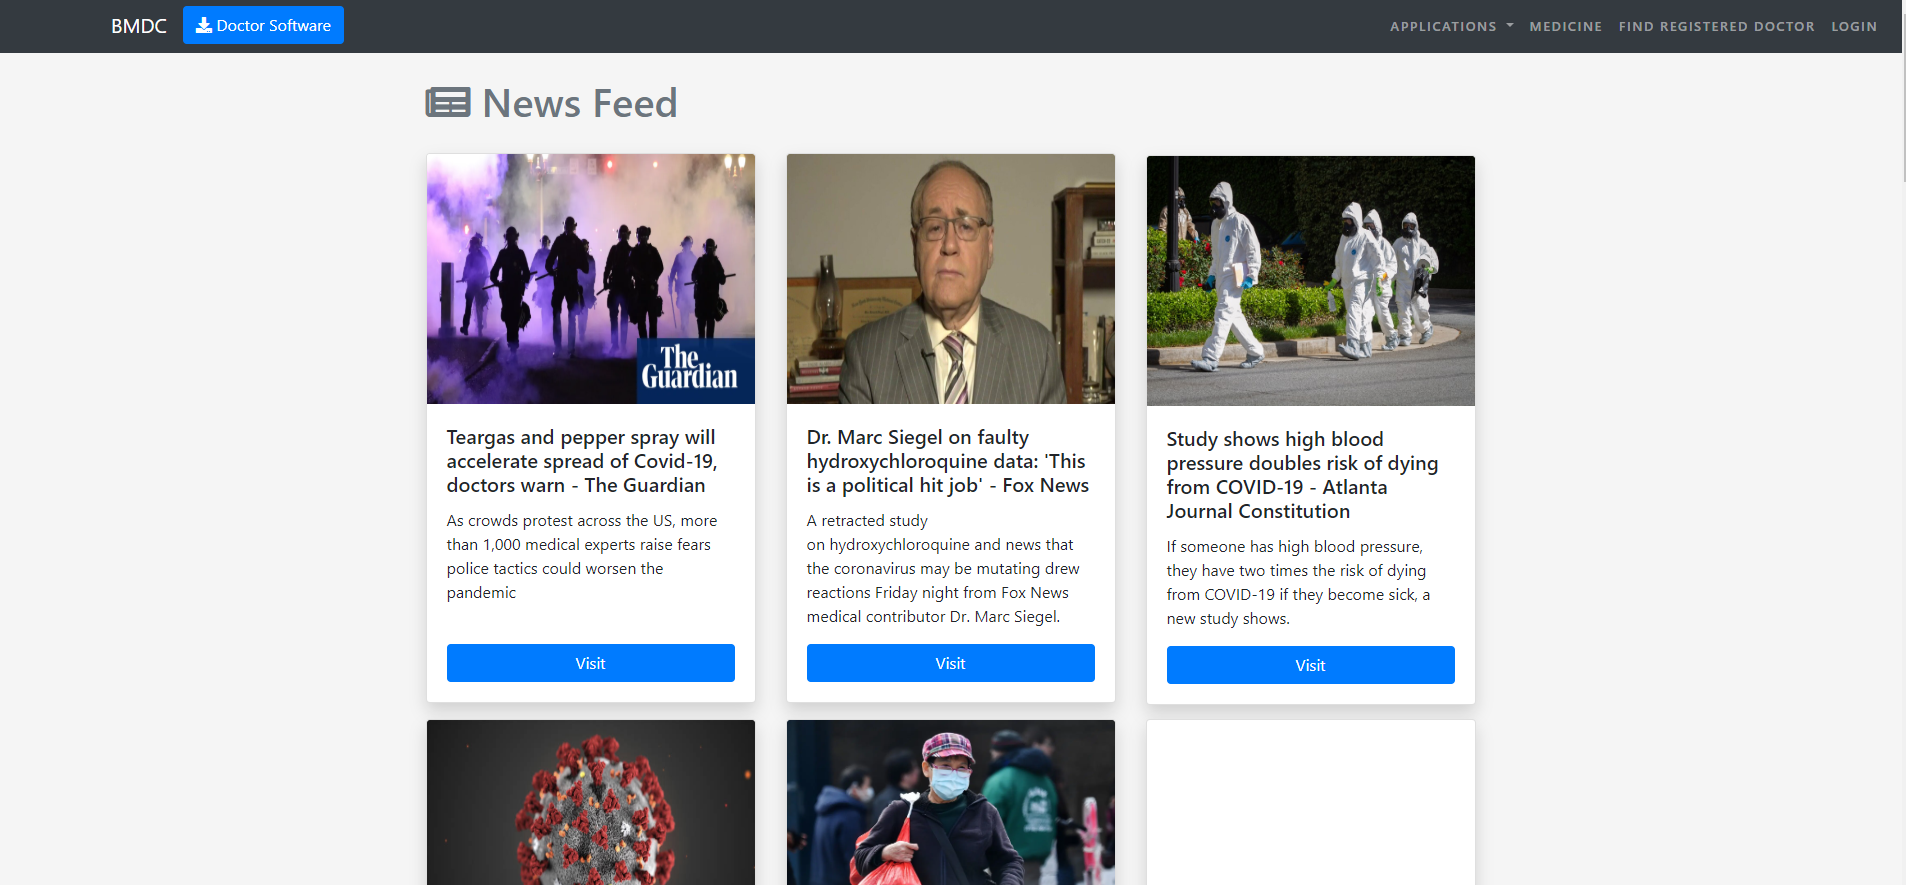 BMDC
Doctor Software
APPLICATIONS
MEDICINE
FIND REGISTERED DOCTOR
LOGIN
News Feed
The
Guardian
Teargas and pepper spray will
accelerate spread of Covid-19,
doctors warn - The Guardian
As crowds protest across the US, more
than 1,000 medical experts raise fears
police tactics could worsen the
pandemic
Visit
Dr. Marc Siegel on faulty
hydroxychloroquine data: 'This
is a political hit job' - Fox News
A retracted study
on hydroxychloroquine and news that
the coronavirus may be mutating drew
reactions Friday night from Fox News
medical contributor Dr. Marc Siegel.
Visit
Study shows high blood
pressure doubles risk of dying
from COVID-19 - Atlanta
Journal Constitution
If someone has high blood pressure,
they have two times the risk of dying
from COVID-19 if they become sick, a
new study shows.
Visit